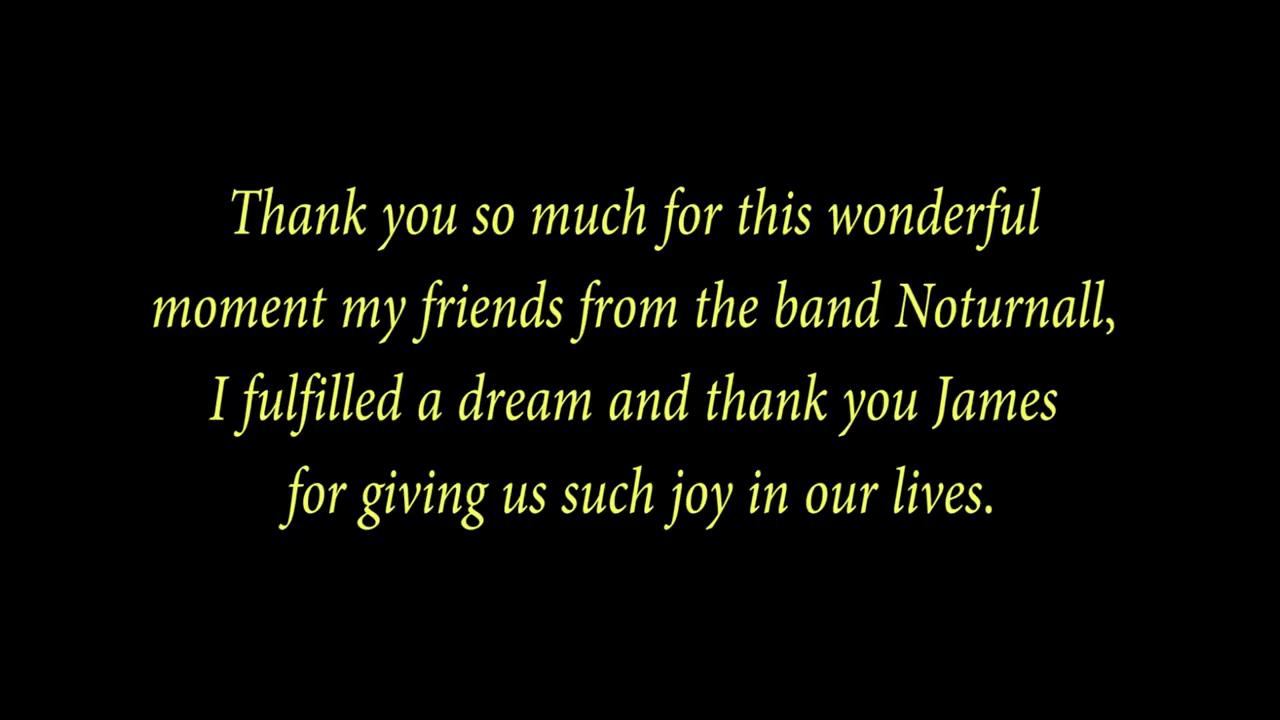 Thank you so much for this wonderful
moment my friends from the band Noturnall,
I fulfilled a dream and thank you James
for giving us such joy in our lives.